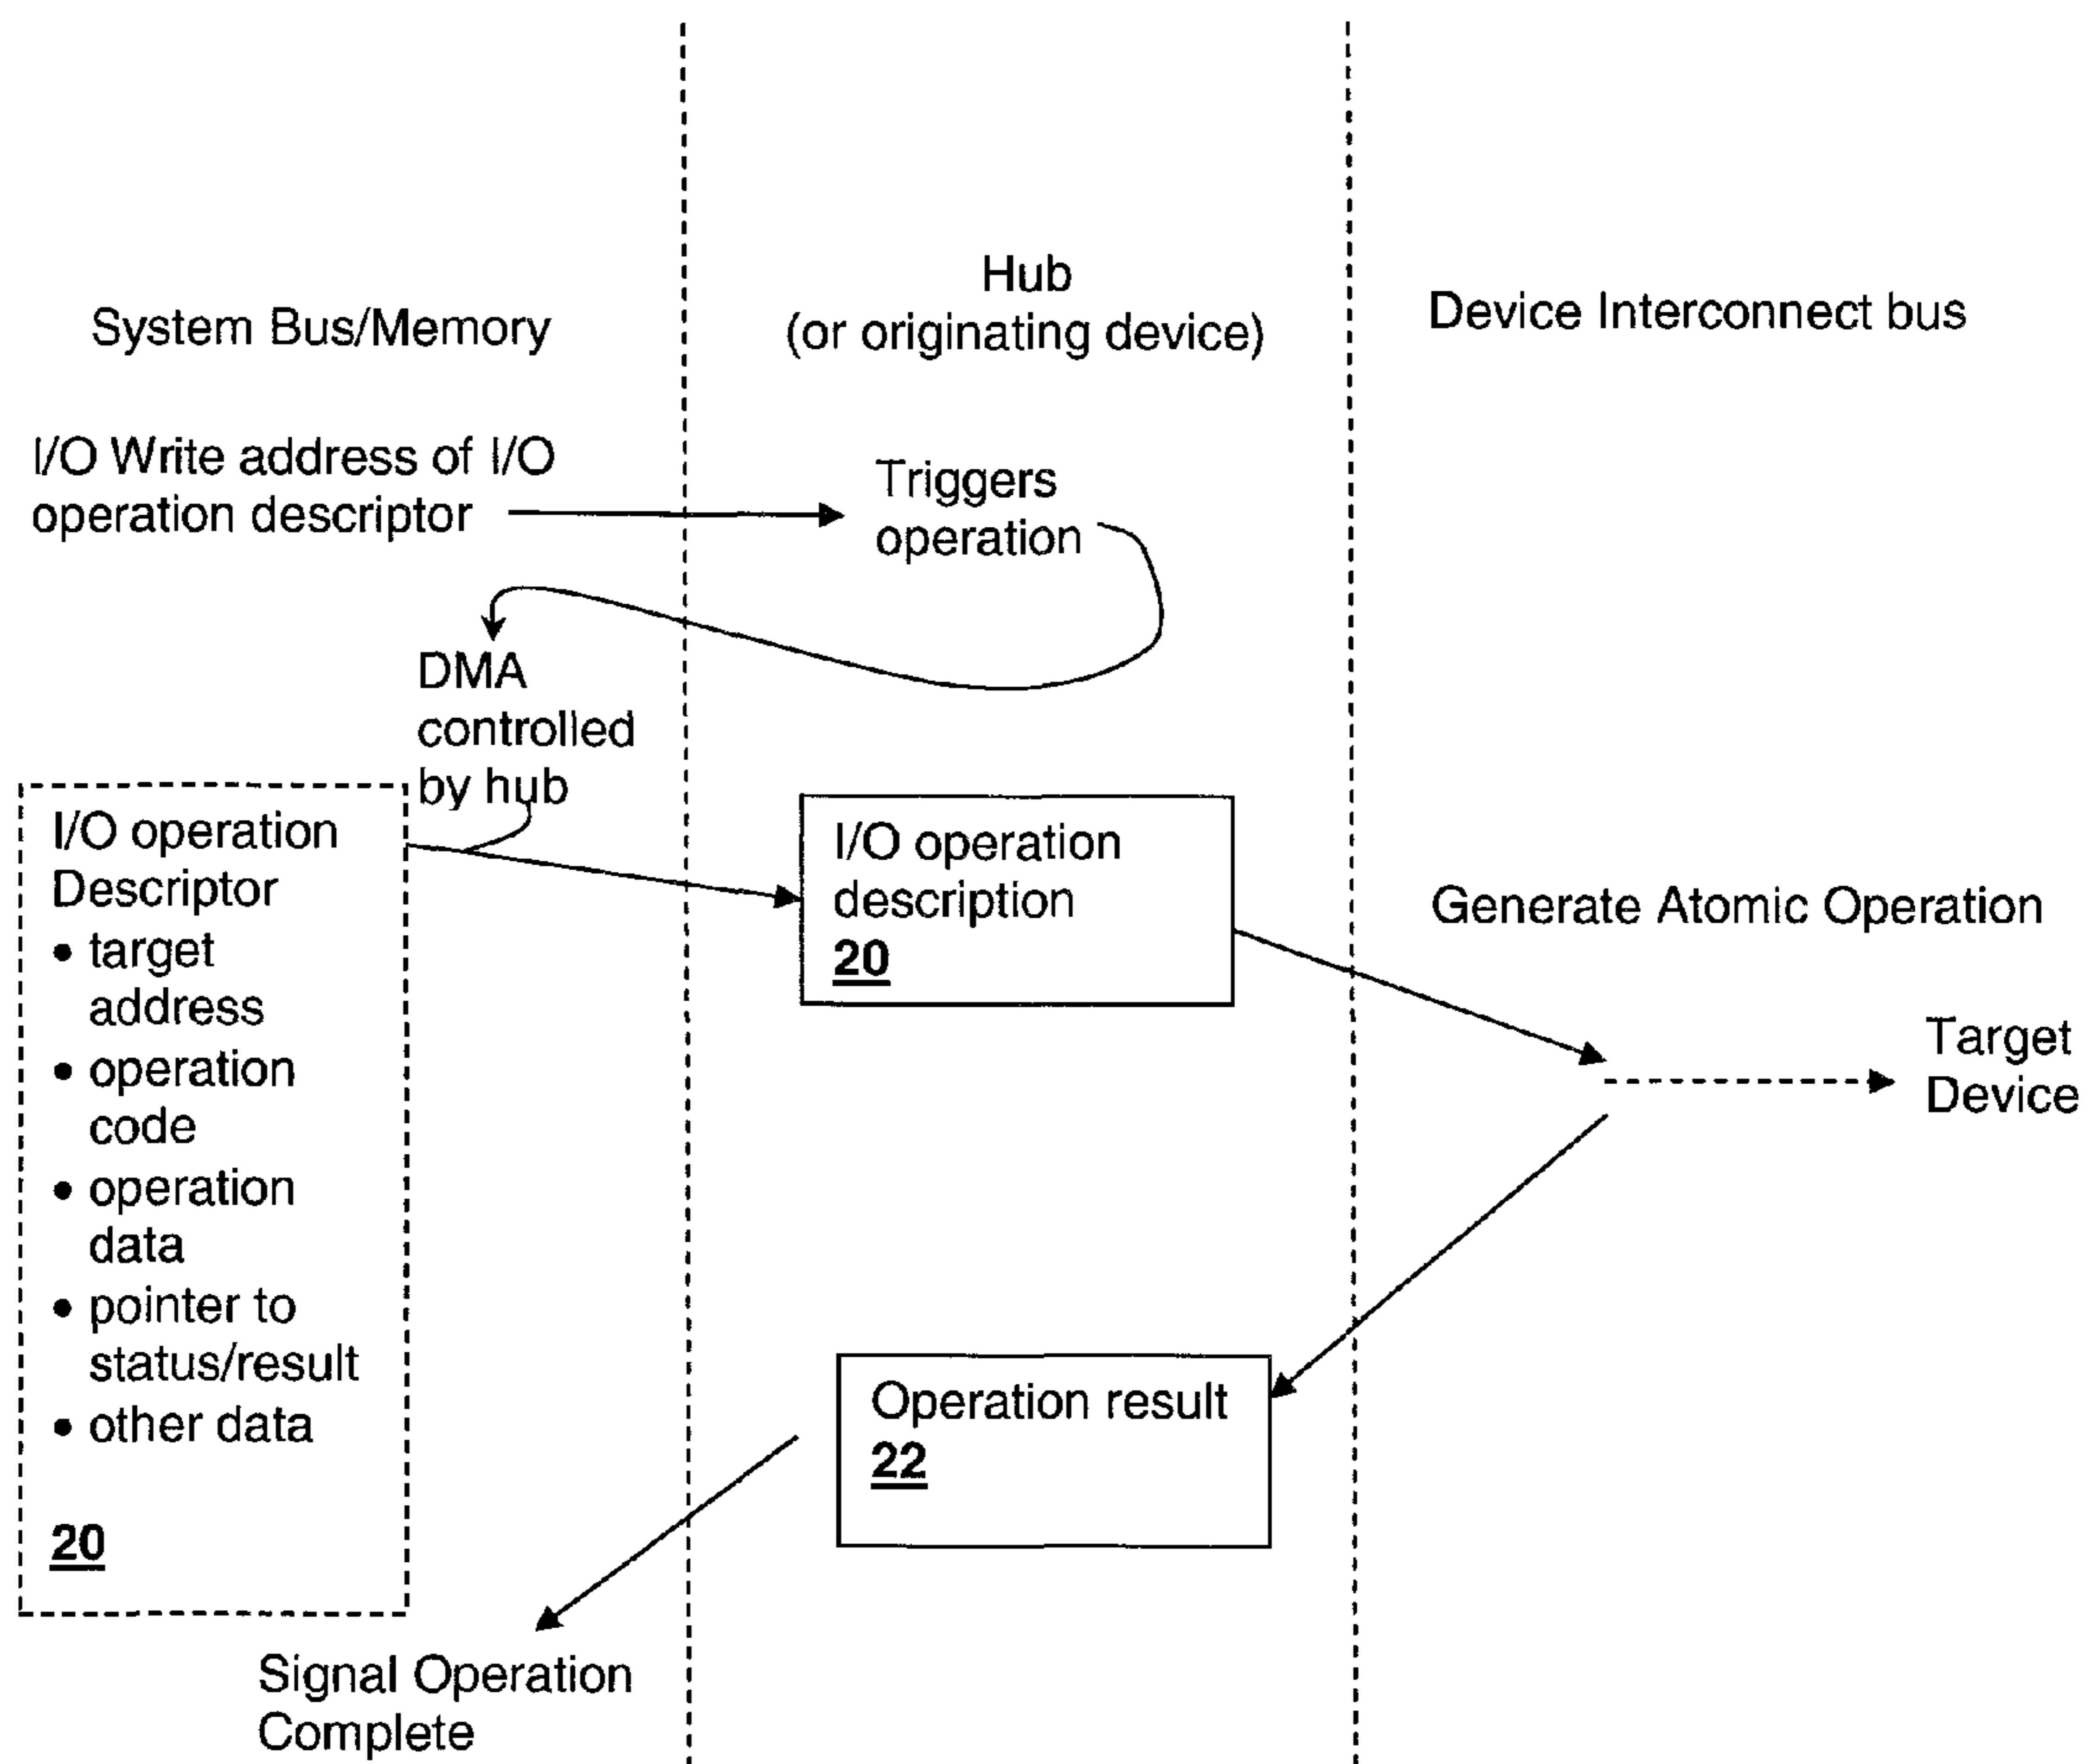 System Bus/Memory
Hub
(or originating device)
Device Interconnect bus
I/O Write address of I/O
operation descriptor
Triggers
operation
DMA
controlled
by hub
I/O operation
Descriptor
• target
address
• operation
code
• operation
data
• pointer to
status/result
• other data
20
I/O operation
description
20
Generate Atomic Operation
Target
Device
Operation result
22
Signal Operation
Complete